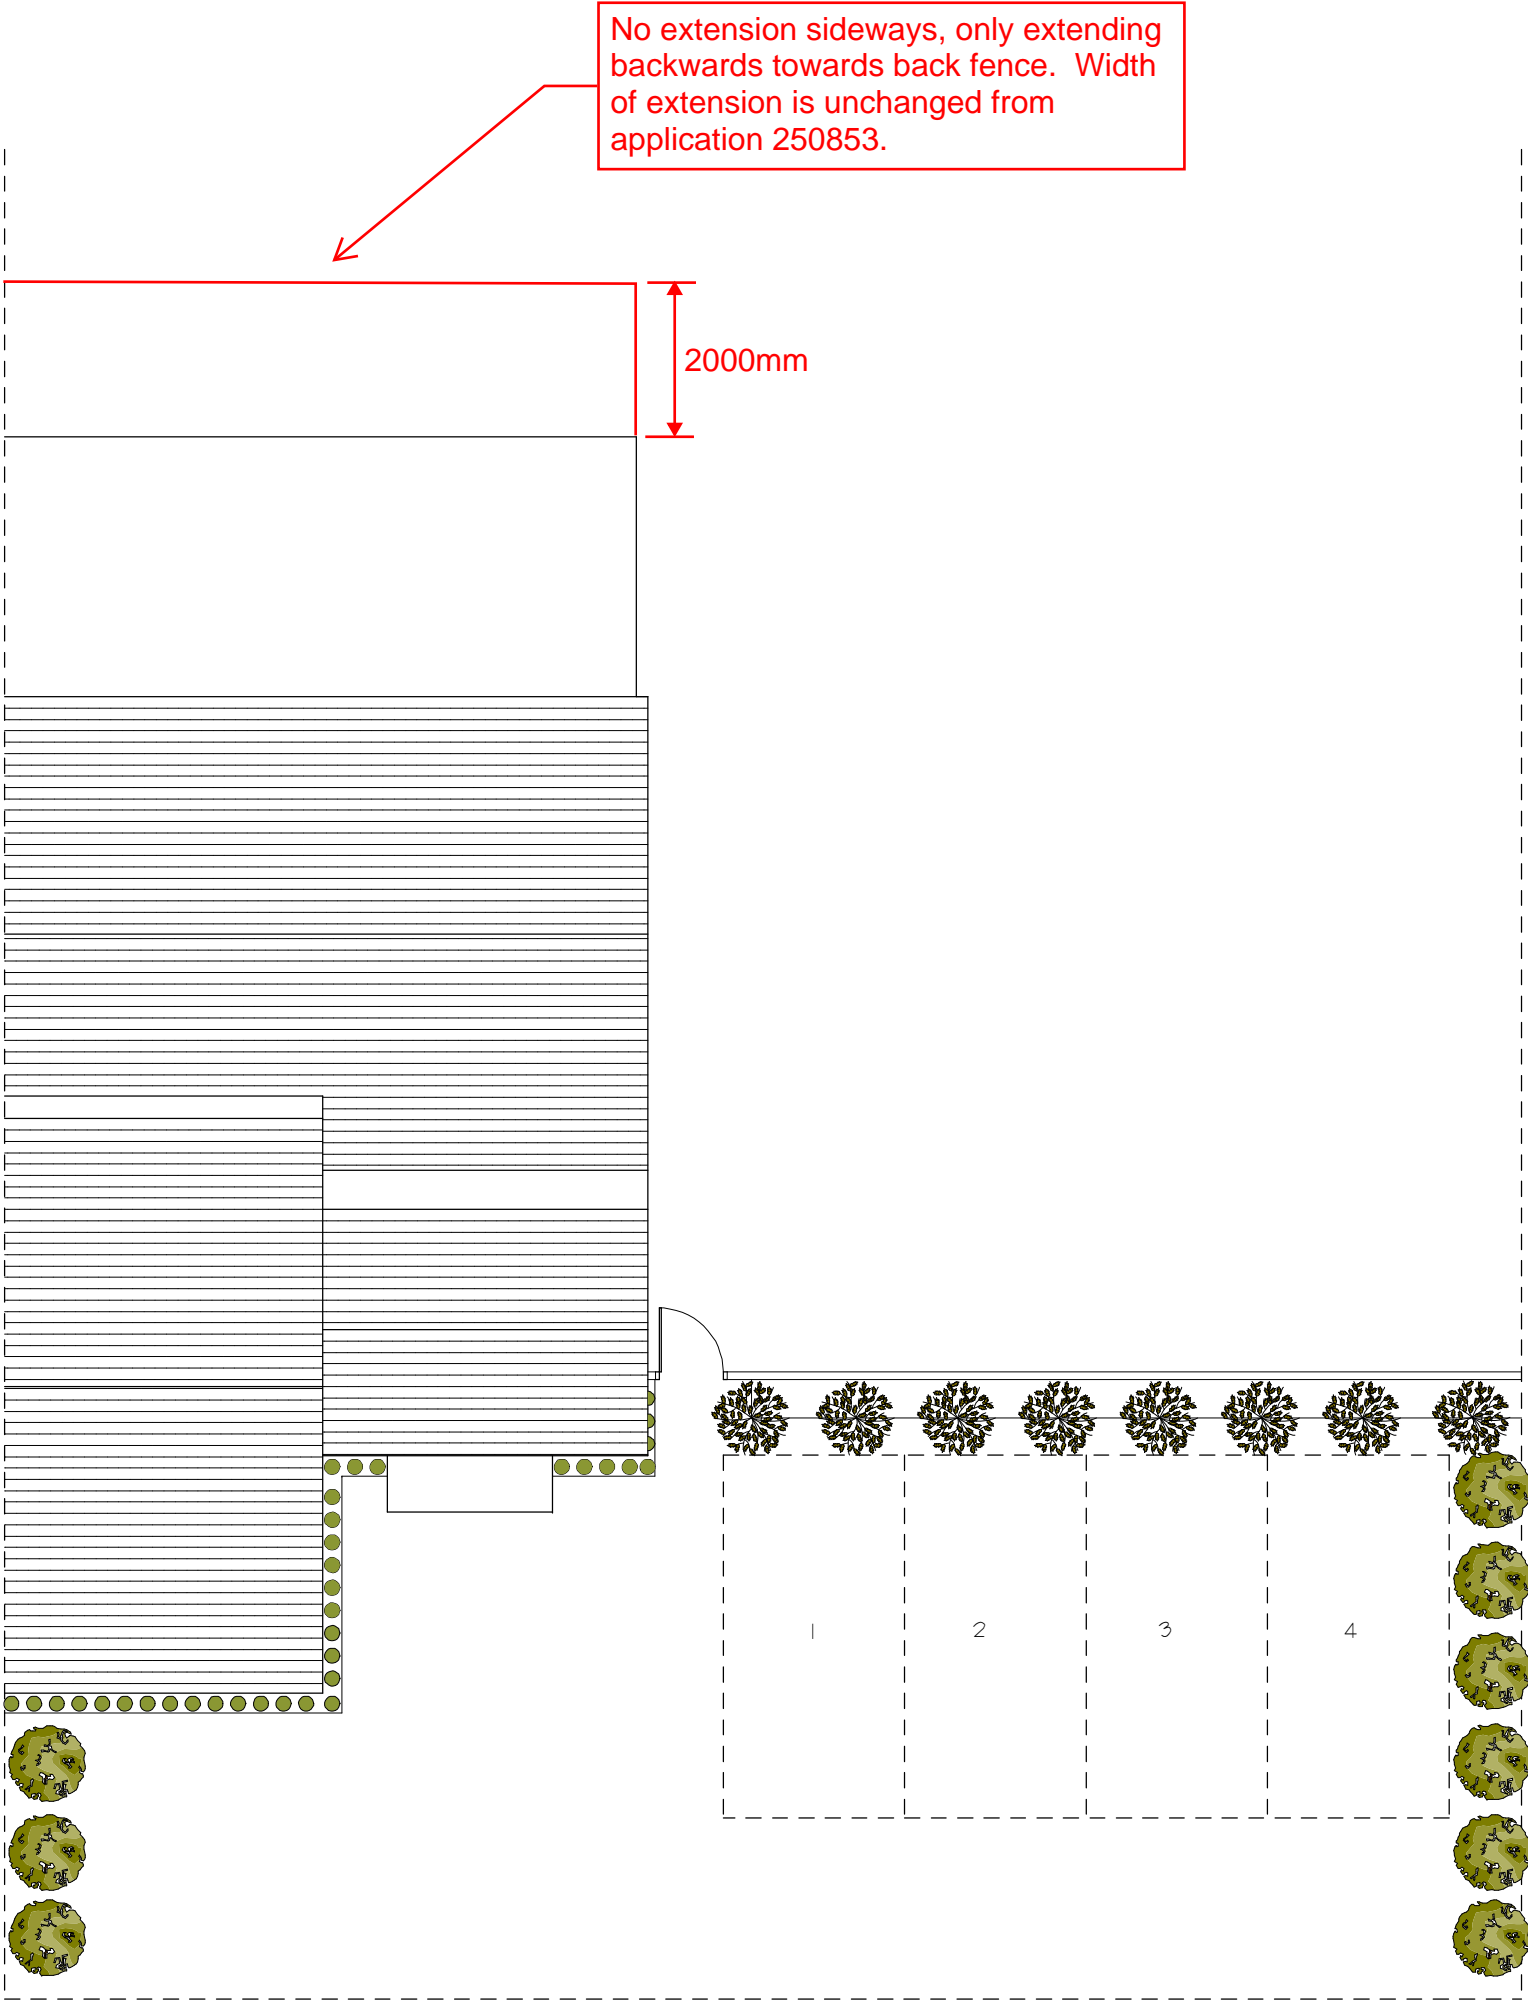 No extension sideways, only extending
backwards towards back fence.  Width
of extension is unchanged from
application 250853.
2000mm
1 2 3 4